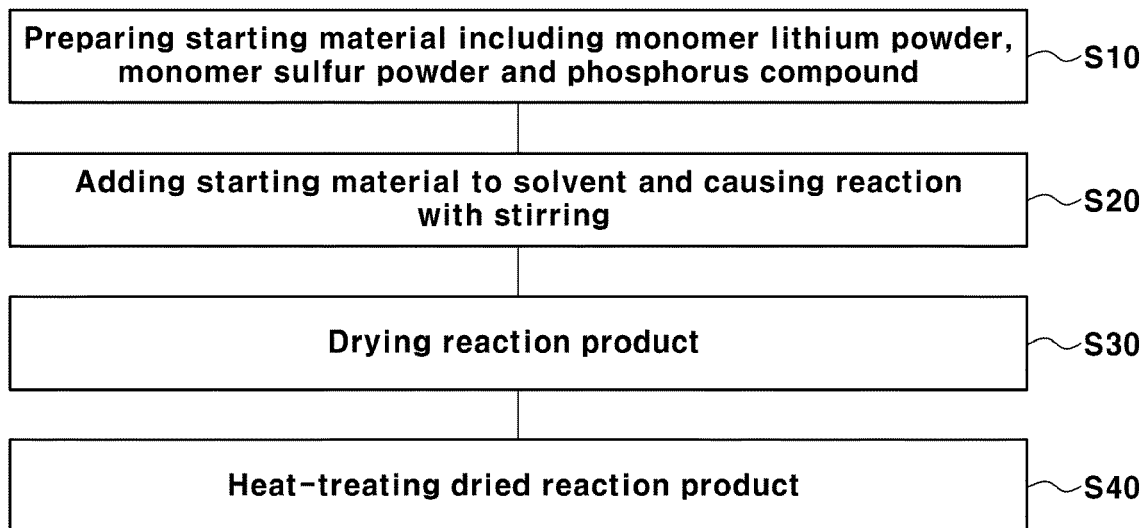 Preparing starting material including monomer lithium powder,
monomer sulfur powder and phosphorus compound
S10
Adding starting material to solvent and causing reaction
with stirring
S20
Drying reaction product
S30
Heat-treating dried reaction product
S40